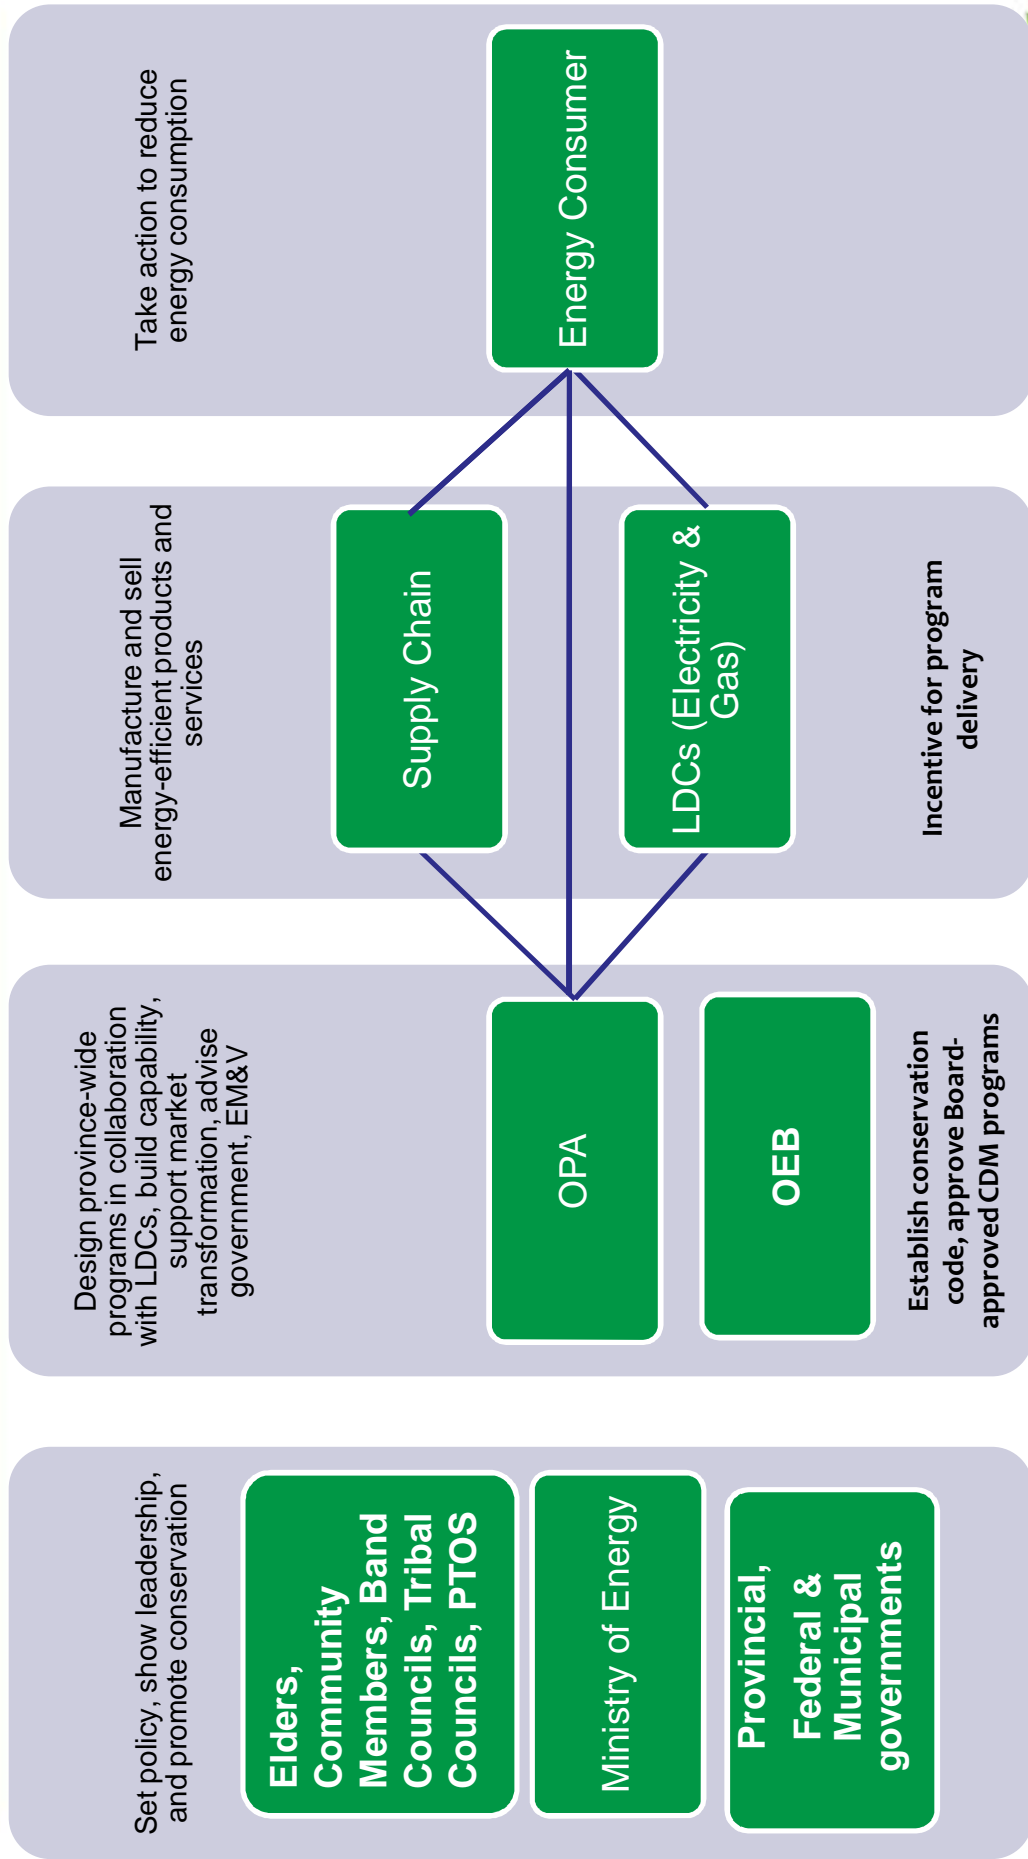 Set policy, show leadership,
and promote conservation
Elders,
Community
Members, Band
Councils, Tribal
Councils, PTOS
Ministry of Energy
Provincial,
Federal &
Municipal
governments
Design province-wide
programs in collaboration
with LDCs, build capability,
support market
transformation, advise
government, EM&V
OPA
OEB
Establish conservation
code, approve Board-
approved CDM programs
Manufacture and sell
energy-efficient products and
services
Supply Chain
LDCs (Electricity &
Gas)
Incentive for program
delivery
Take action to reduce
energy consumption
Energy Consumer